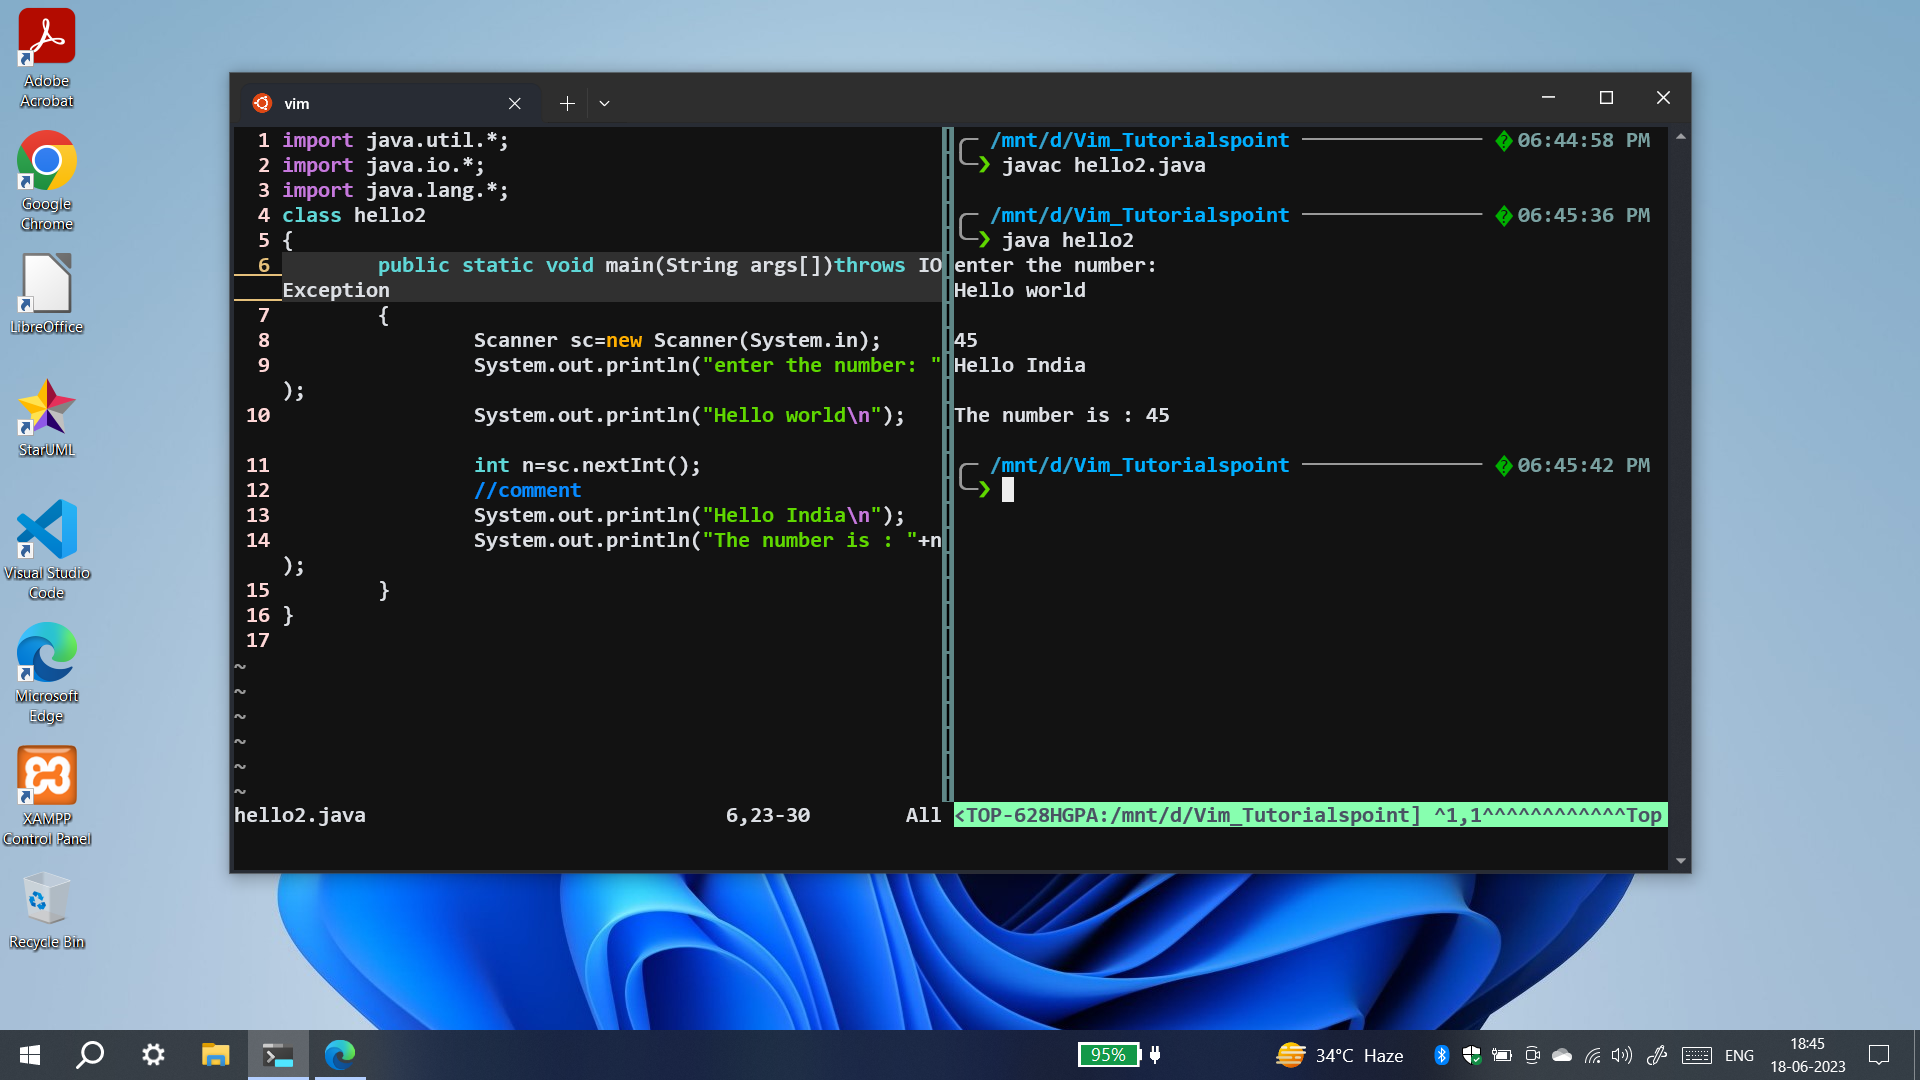 Adobe
Acrobat
Google
Chrome
LibreOffice
StarUML
Visual Studio
Code
Microsoft
Edge
XAMPP
Control Panel
Recycle Bin
vim
1 import java.util.*;
2 import java.io.*;
3 import java.lang.*;
4 class hello2
5 {
6         public static void main(String args[])throws IO
Exception
7         {
8                 Scanner sc=new Scanner(System.in);
9                 System.out.println("enter the number: "
);
10                 System.out.println("Hello world\n");
11                 int n=sc.nextInt();
12                 //comment
13                 System.out.println("Hello India\n");
14                 System.out.println("The number is : "+n
);
15         }
16 }
17
~
~
~
~
~
~
hello2.java 6,23-30 All
/mnt/d/Vim_Tutorialspoint 06:44:58 PM
❯ javac hello2.java
/mnt/d/Vim_Tutorialspoint 06:45:36 PM
❯ java hello2
enter the number:
Hello world
45
Hello India
The number is : 45
/mnt/d/Vim_Tutorialspoint 06:45:42 PM
❯
<TOP-628HGPA:/mnt/d/Vim_Tutorialspoint] ^1,1^^^^^^^^^^^^Top
95%
34°C Haze
ENG
18:45
18-06-2023